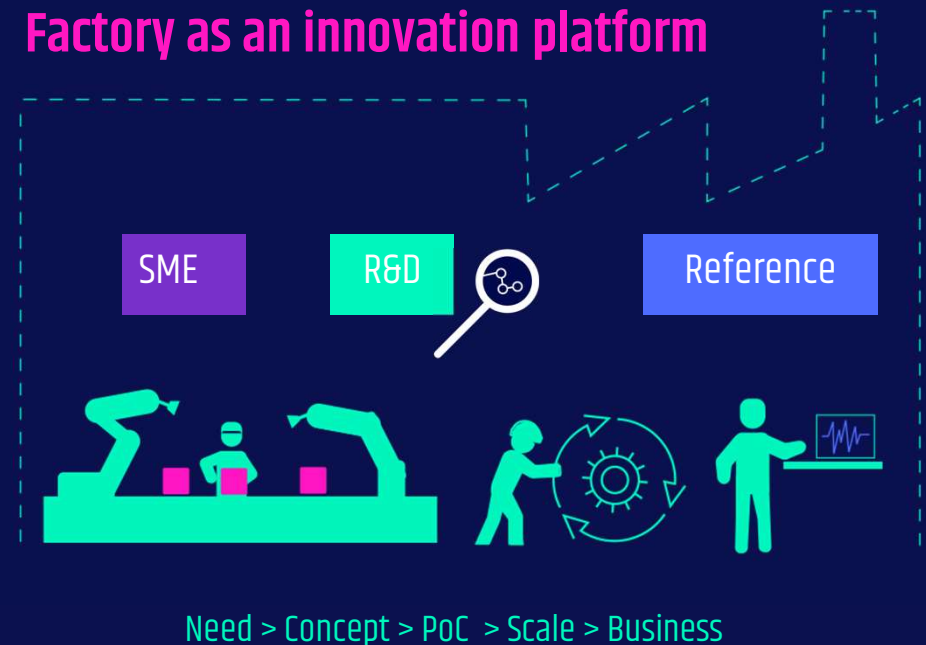 Factory as an innovation platform
SME
R&D
Reference
Need > Concept > PoC > Scale > Business